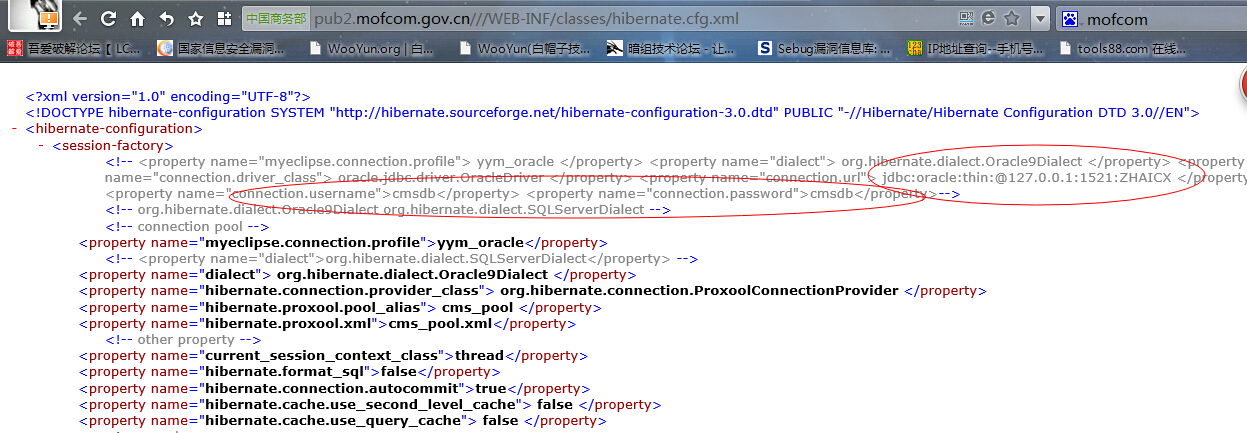 中国商务部 pub2.mofcom.gov.cn///WEB-INF/classes/hibernate.cfg.xml mofcom
吾爱破解论坛【 LC... 国家信息安全漏洞... WooYun.org | 白... WooYun(白帽子技... 暗组技术论坛 - 让... Sebug漏洞信息库: ... IP地址查询--手机号... tools88.com 在线...
<?xml version="1.0" encoding="UTF-8"?>
<!DOCTYPE hibernate-configuration SYSTEM "http://hibernate.sourceforge.net/hibernate-configuration-3.0.dtd" PUBLIC "-//Hibernate/Hibernate Configuration DTD 3.0//EN">
- <hibernate-configuration>
- <session-factory>
<!-- <property name="myeclipse.connection.profile"> yym_oracle </property> <property name="dialect"> org.hibernate.dialect.Oracle9Dialect </property> <property
name="connection.driver_class"> oracle.jdbc.driver.OracleDriver </property> <property name="connection.url"> jdbc:oracle:thin:@127.0.0.1:1521:ZHAICX </property>
<property name="connection.username">cmsdb</property> <property name="connection.password">cmsdb</property>-->
<!-- org.hibernate.dialect.Oracle9Dialect org.hibernate.dialect.SQLServerDialect -->
<!-- connection pool -->
<property name="myeclipse.connection.profile">yym_oracle</property>
<!-- <property name="dialect">org.hibernate.dialect.SQLServerDialect</property> -->
<property name="dialect"> org.hibernate.dialect.Oracle9Dialect </property>
<property name="hibernate.connection.provider_class"> org.hibernate.connection.ProxoolConnectionProvider </property>
<property name="hibernate.proxool.pool_alias"> cms_pool </property>
<property name="hibernate.proxool.xml">cms_pool.xml</property>
<!-- other property -->
<property name="current_session_context_class">thread</property>
<property name="hibernate.format_sql">false</property>
<property name="hibernate.connection.autocommit">true</property>
<property name="hibernate.cache.use_second_level_cache"> false </property>
<property name="hibernate.cache.use_query_cache"> false </property>